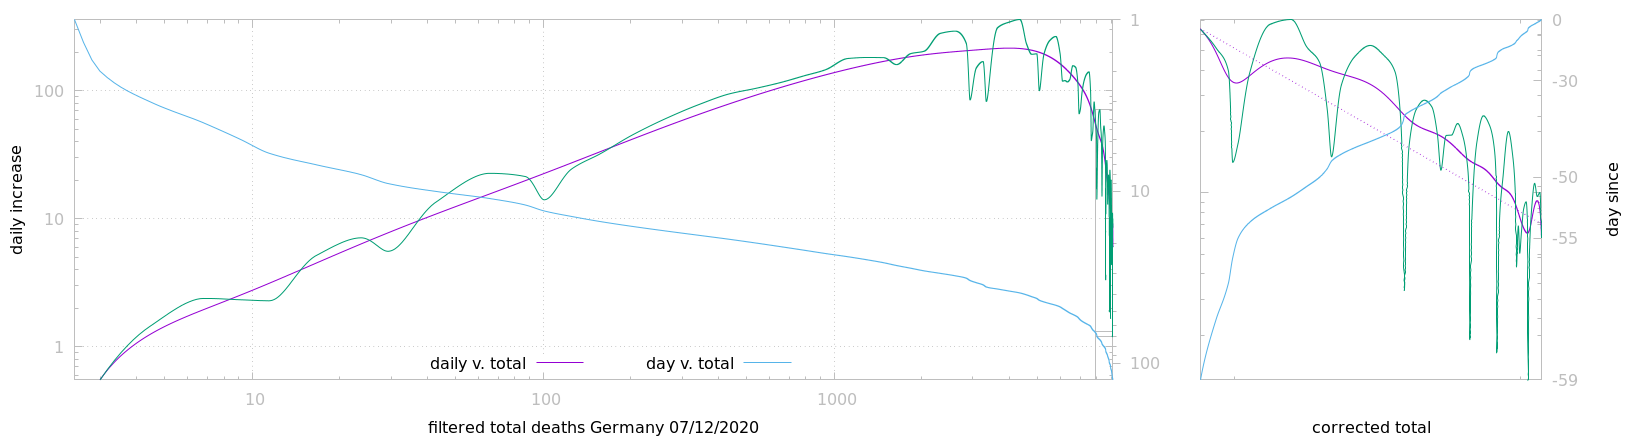 daily increase
100
10
1
10
100
1000
1
10
100
daily v. total
day v. total
filtered total deaths Germany 07/12/2020
0
-30
-50
-55
-59
day since
corrected total